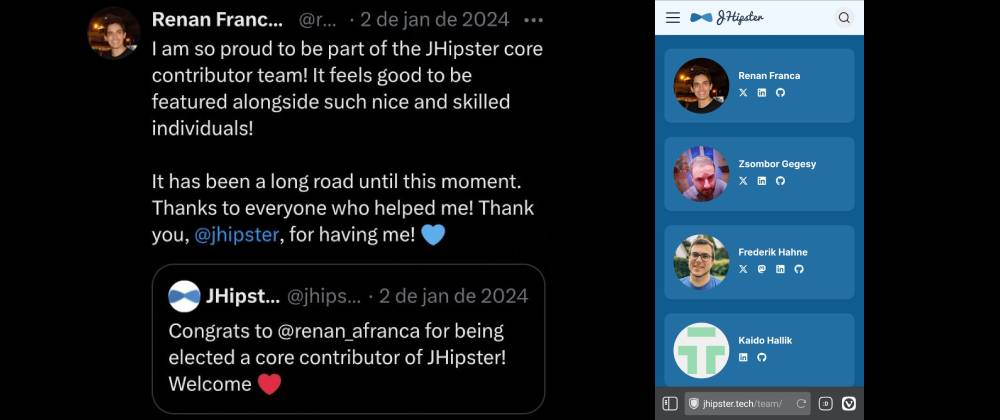 Renan Franc... @r... · 2 de jan de 2024 ···
I am so proud to be part of the JHipster core
contributor team! It feels good to be
featured alongside such nice and skilled
individuals!
It has been a long road until this moment.
Thanks to everyone who helped me! Thank
you, @jhipster, for having me! 💙
JHipst... @jhips... · 2 de jan de 2024
Congrats to @renan_afranca for being
elected a core contributor of JHipster!
Welcome ❤️
JHipster
Renan Franca
Zsombor Gegesy
Frederik Hahne
Kaido Hallik
jhipster.tech/team/
:D